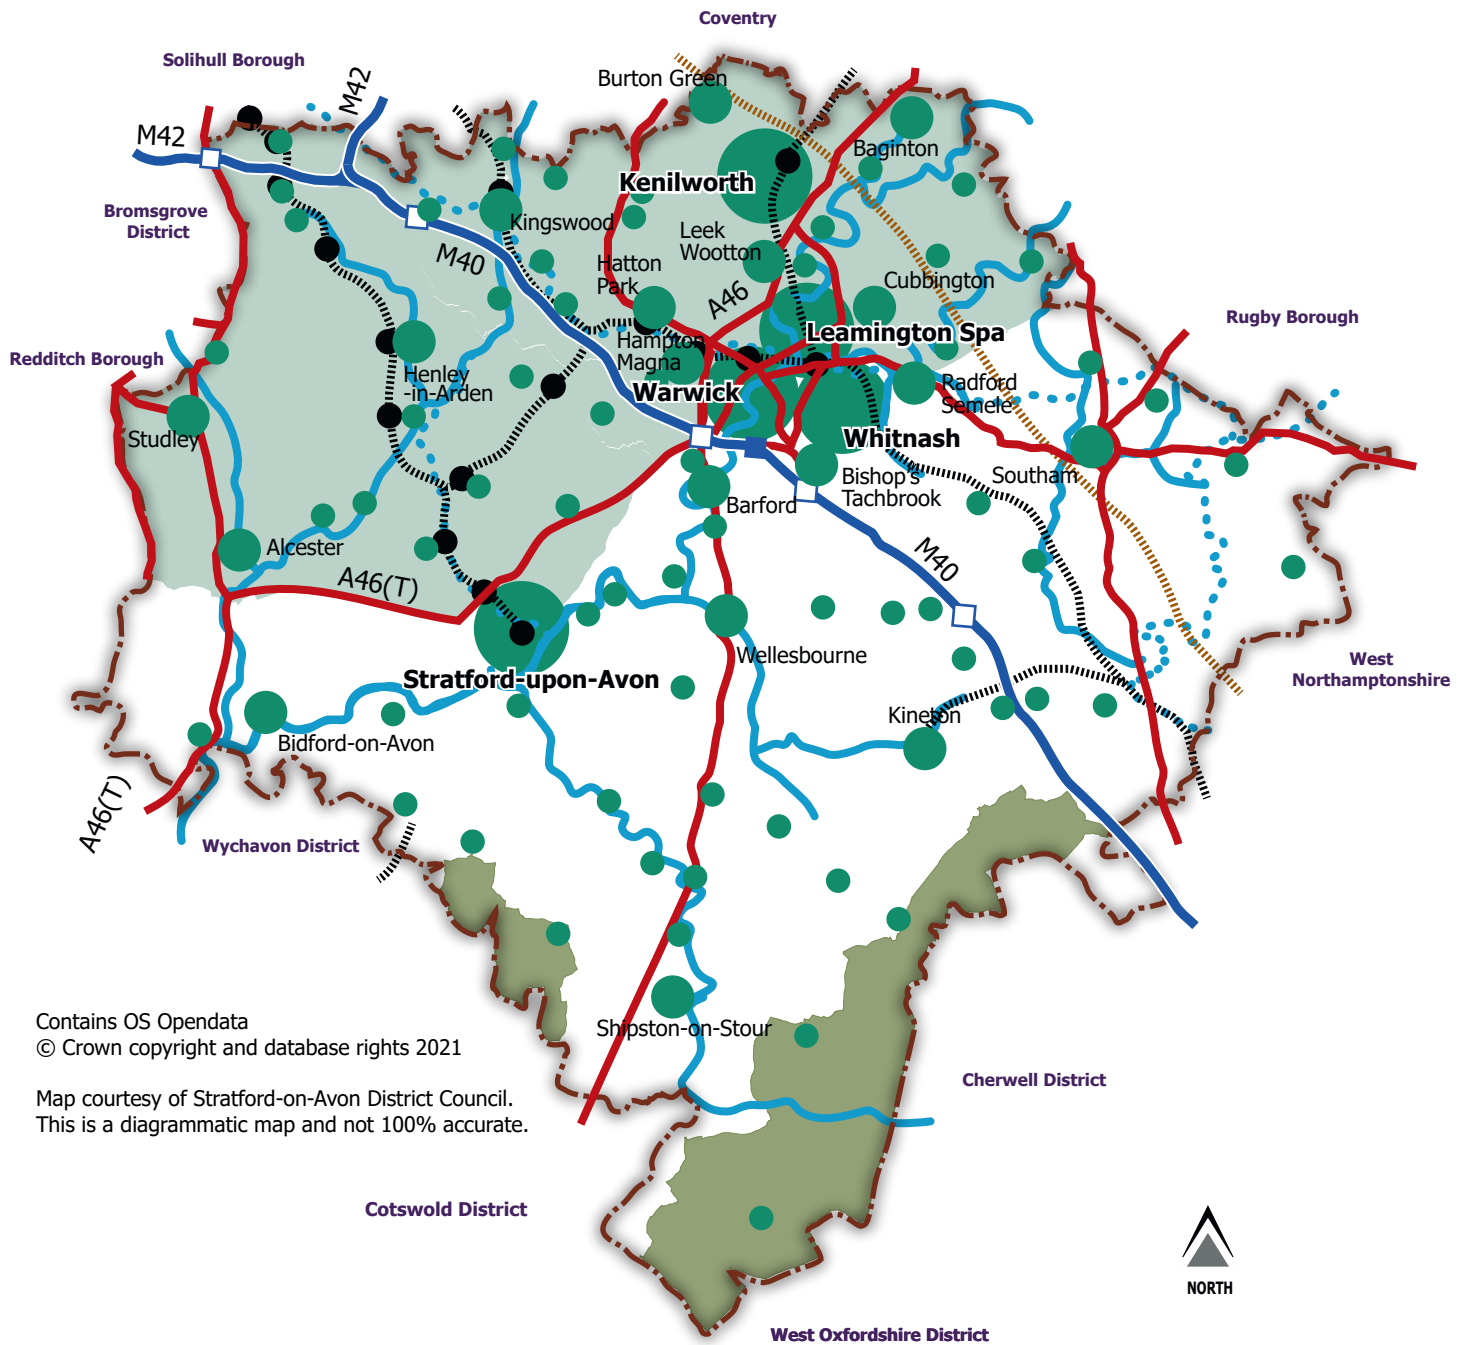 Coventry
Solihull Borough
M42
Burton Green
M42
Baginton
Kenilworth
Bromsgrove
District
Kingswood
Leek
Wootton
M40
Hatton
Park
A46
Cubbington
Rugby Borough
Leamington Spa
Redditch Borough
Hampton
Magna
Henley
-in-Arden
Warwick
Radford
Semele
Studley
Whitnash
Bishop's
Tachbrook
Southam
Barford
Alcester
M40
A46(T)
Wellesbourne
West
Northamptonshire
Stratford-upon-Avon
Kineton
Bidford-on-Avon
A46(T)
Wychavon District
Contains OS Opendata
© Crown copyright and database rights 2021
Shipston-on-Stour
Cherwell District
Map courtesy of Stratford-on-Avon District Council.
This is a diagrammatic map and not 100% accurate.
Cotswold District
NORTH
West Oxfordshire District